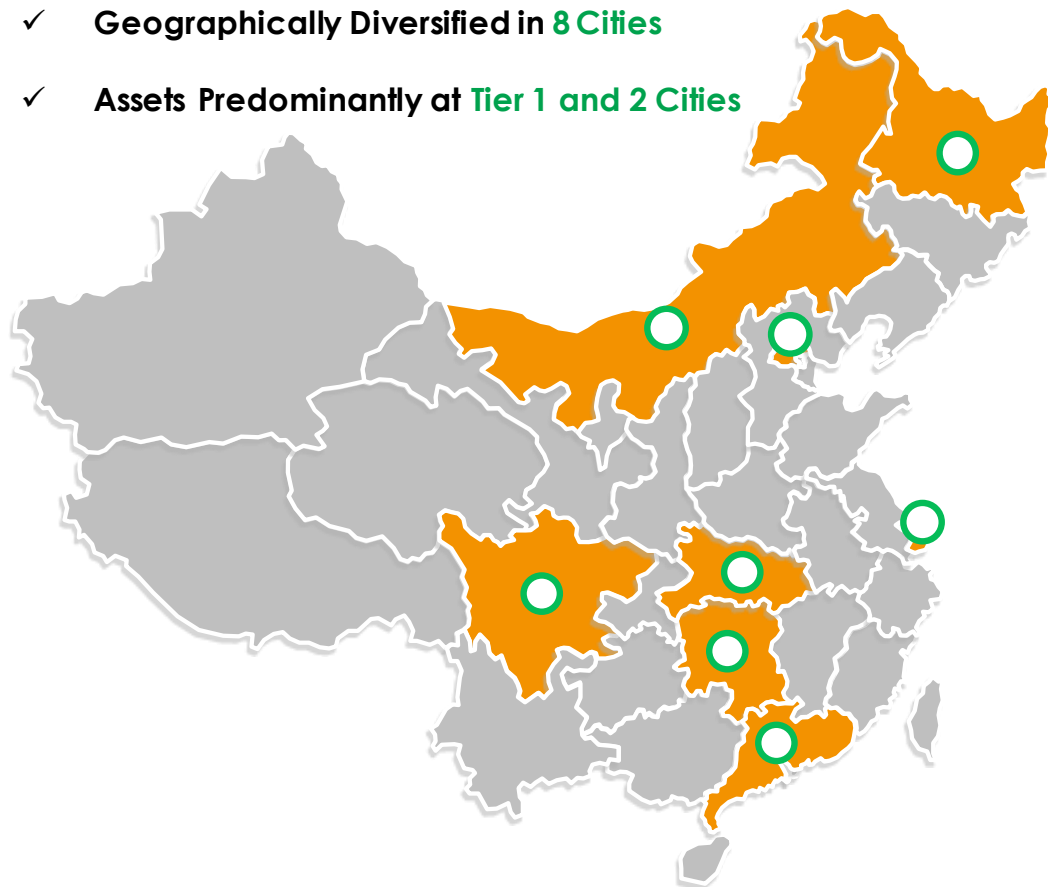 ✓ Geographically Diversified in 8 Cities
✓ Assets Predominantly at Tier 1 and 2 Cities